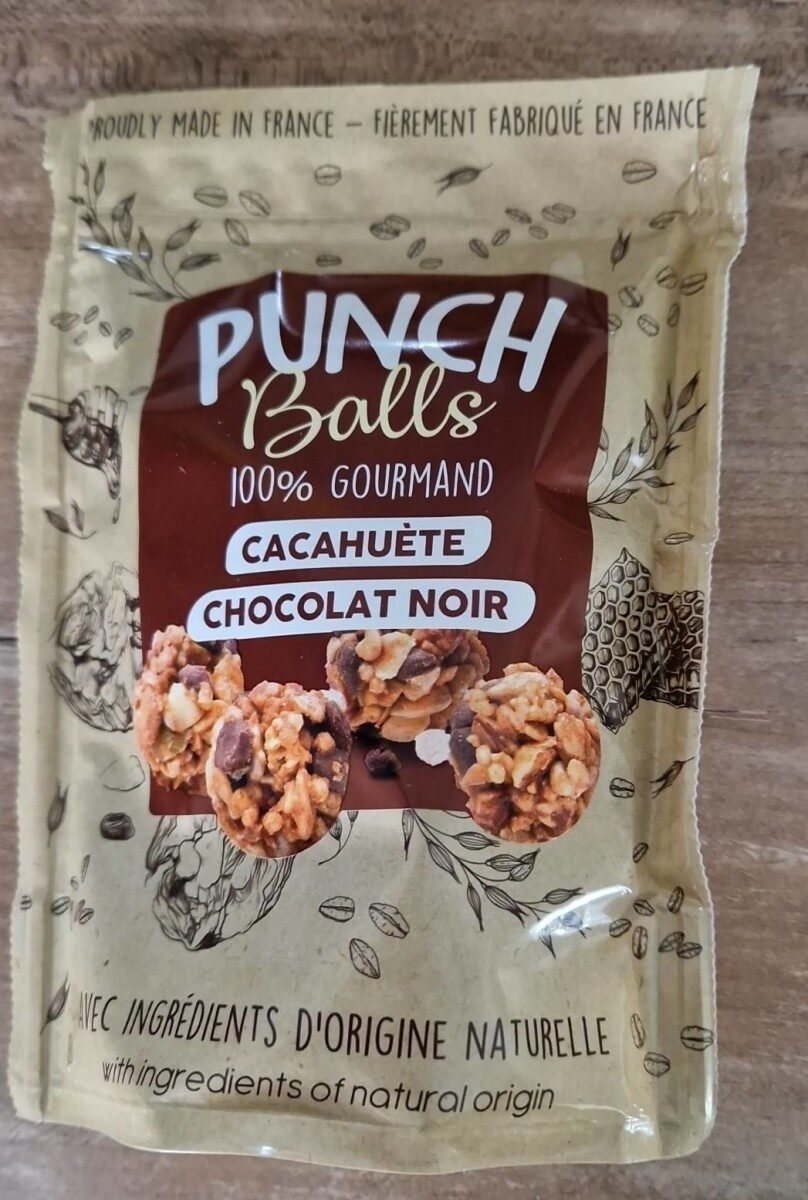 PROUDLY MADE IN FRANCE – FIÈREMENT FABRIQUÉ EN FRANCE
PUNCH
Balls
100% GOURMAND
CACAHUÈTE
CHOCOLAT NOIR
AVEC INGRÉDIENTS D'ORIGINE NATURELLE
with ingredients of natural origin